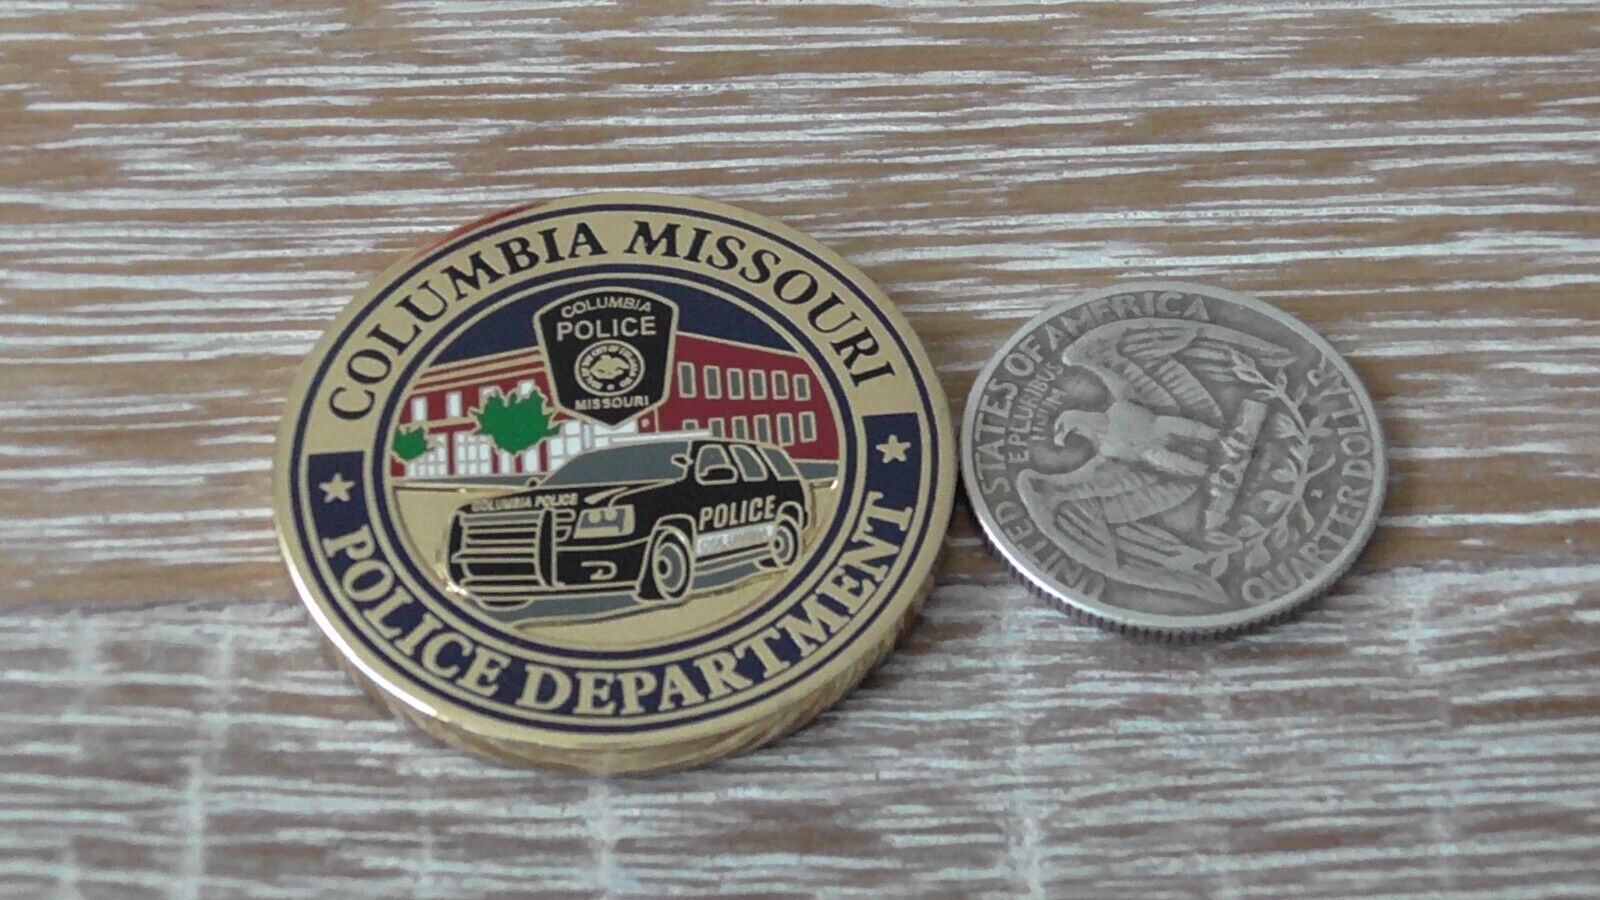 COLUMBIA MISSOURI
COLUMBIA
POLICE
MISSOURI
COLUMBIA POLICE
POLICE
POLICE DEPARTMENT
UNITED STATES OF AMERICA
E PLURIBUS
UNUM
QUARTER DOLLAR